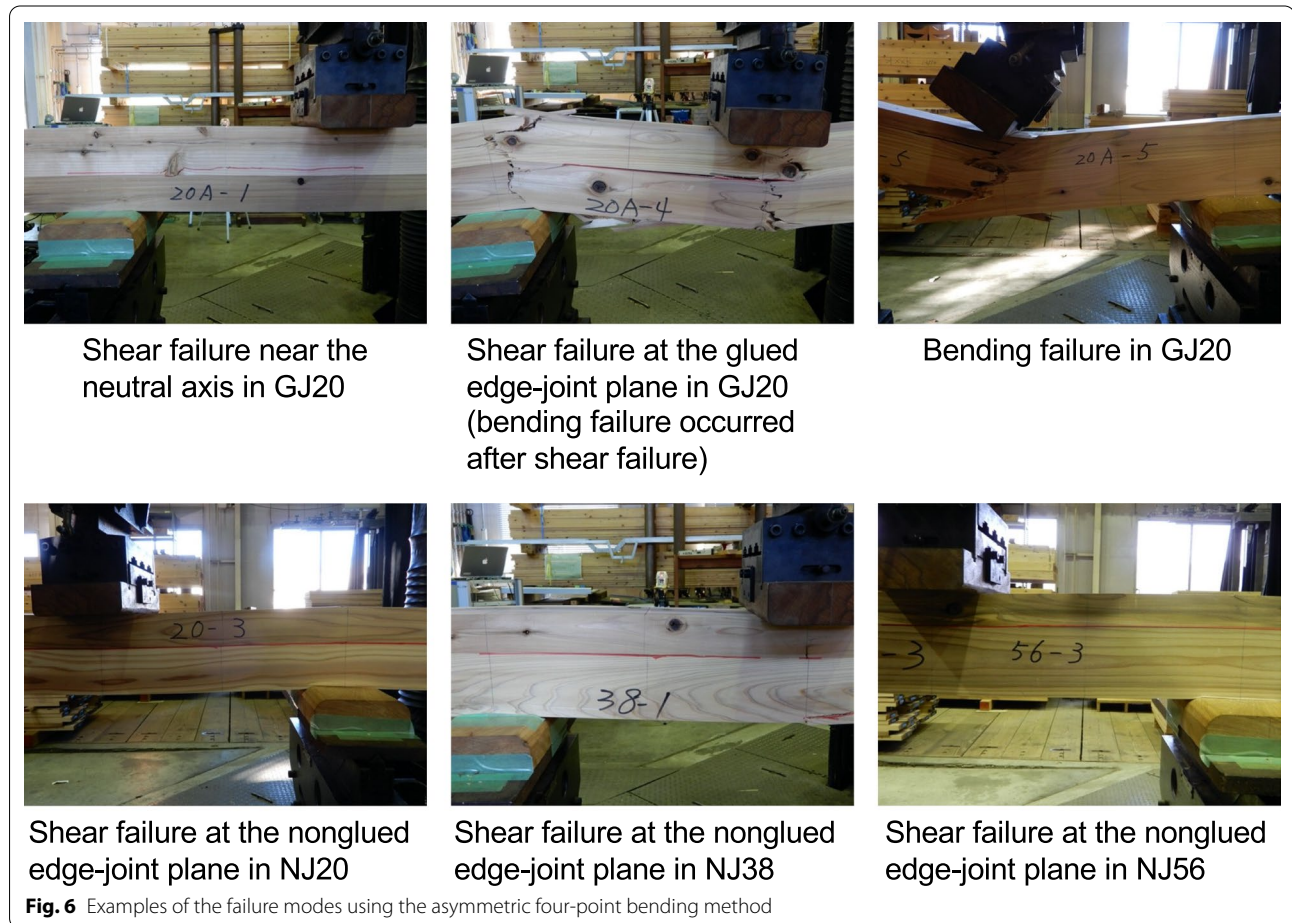 20A-1
20A-4
-5
20A-5
Shear failure near the
neutral axis in GJ20
Shear failure at the glued
edge-joint plane in GJ20
(bending failure occurred
after shear failure)
Bending failure in GJ20
20-3
38-1
-3
56-3
Shear failure at the nonglued
edge-joint plane in NJ20
Shear failure at the nonglued
edge-joint plane in NJ38
Shear failure at the nonglued
edge-joint plane in NJ56
Fig. 6 Examples of the failure modes using the asymmetric four-point bending method